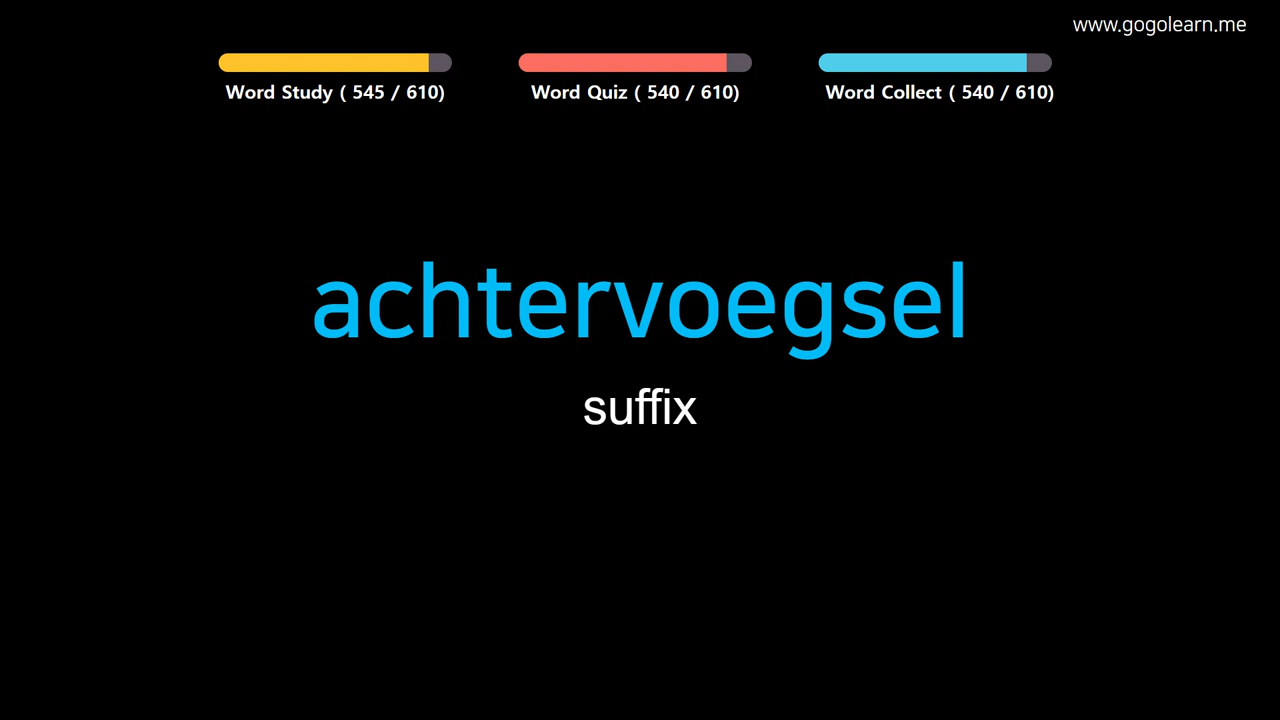 www.gogolearn.me
Word Study ( 545 / 610)
Word Quiz ( 540 / 610)
Word Collect ( 540 / 610)
achtervoegsel
suffix